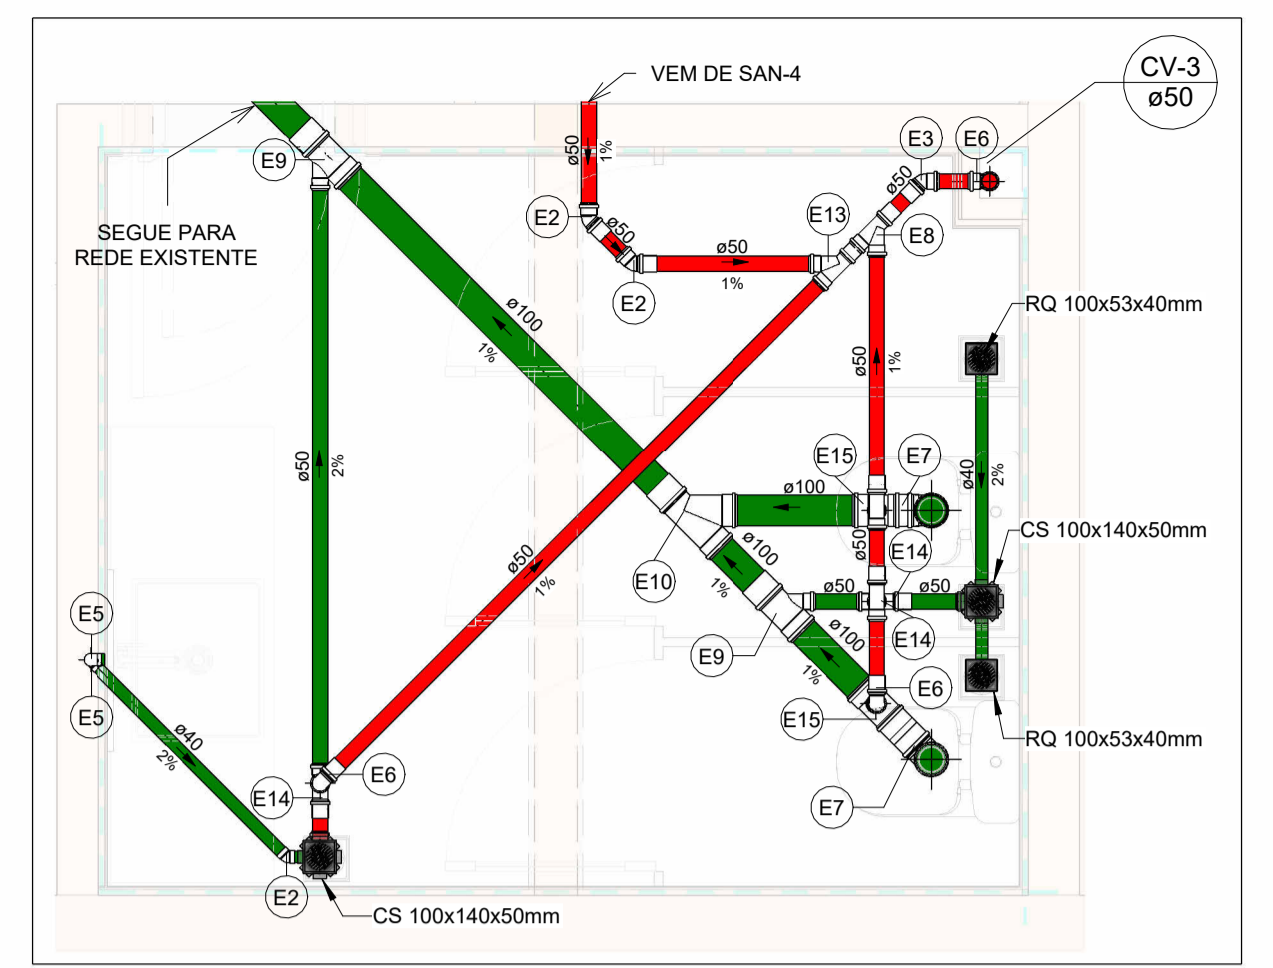 VEM DE SAN-4
CV-3
ø50
E9
SEGUE PARA
REDE EXISTENTE
ø50
1%
E3
E6
ø50
E2
ø50
E13
E8
ø50
1%
E2
RQ 100x53x40mm
ø100
1%
ø50
1%
ø50
2%
E15
E7
ø100
ø40
2%
CS 100x140x50mm
ø50
E14
ø100
1%
ø50
1%
E10
ø50
ø50
E14
E5
E5
E9
ø100
1%
E6
E15
RQ 100x53x40mm
ø40
2%
E6
E14
E7
E2
CS 100x140x50mm